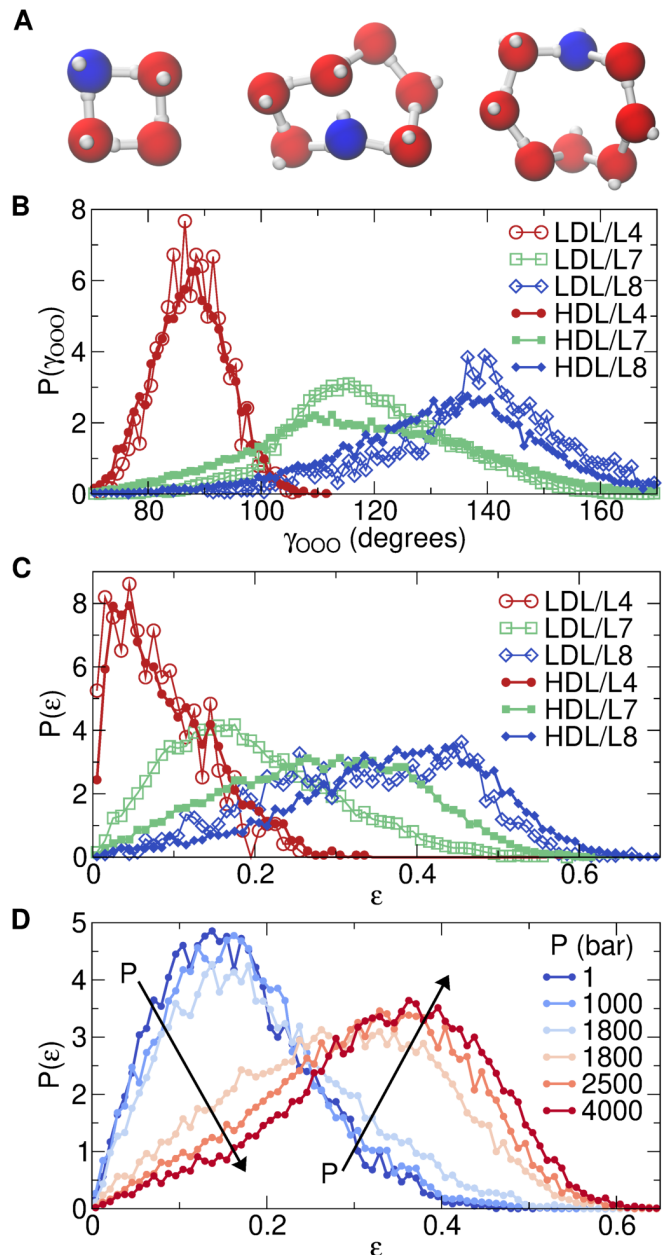 A
B
P(γOOO)
8
6
4
2
0
LDL/L4
LDL/L7
LDL/L8
HDL/L4
HDL/L7
HDL/L8
80 100 120 140 160
γOOO (degrees)
C
P(ε)
8
6
4
2
0
LDL/L4
LDL/L7
LDL/L8
HDL/L4
HDL/L7
HDL/L8
0 0.2 0.4 0.6
ε
D
P(ε)
5
4
3
2
1
0
P
P
P (bar)
1
1000
1800
1800
2500
4000
0 0.2 0.4 0.6
ε